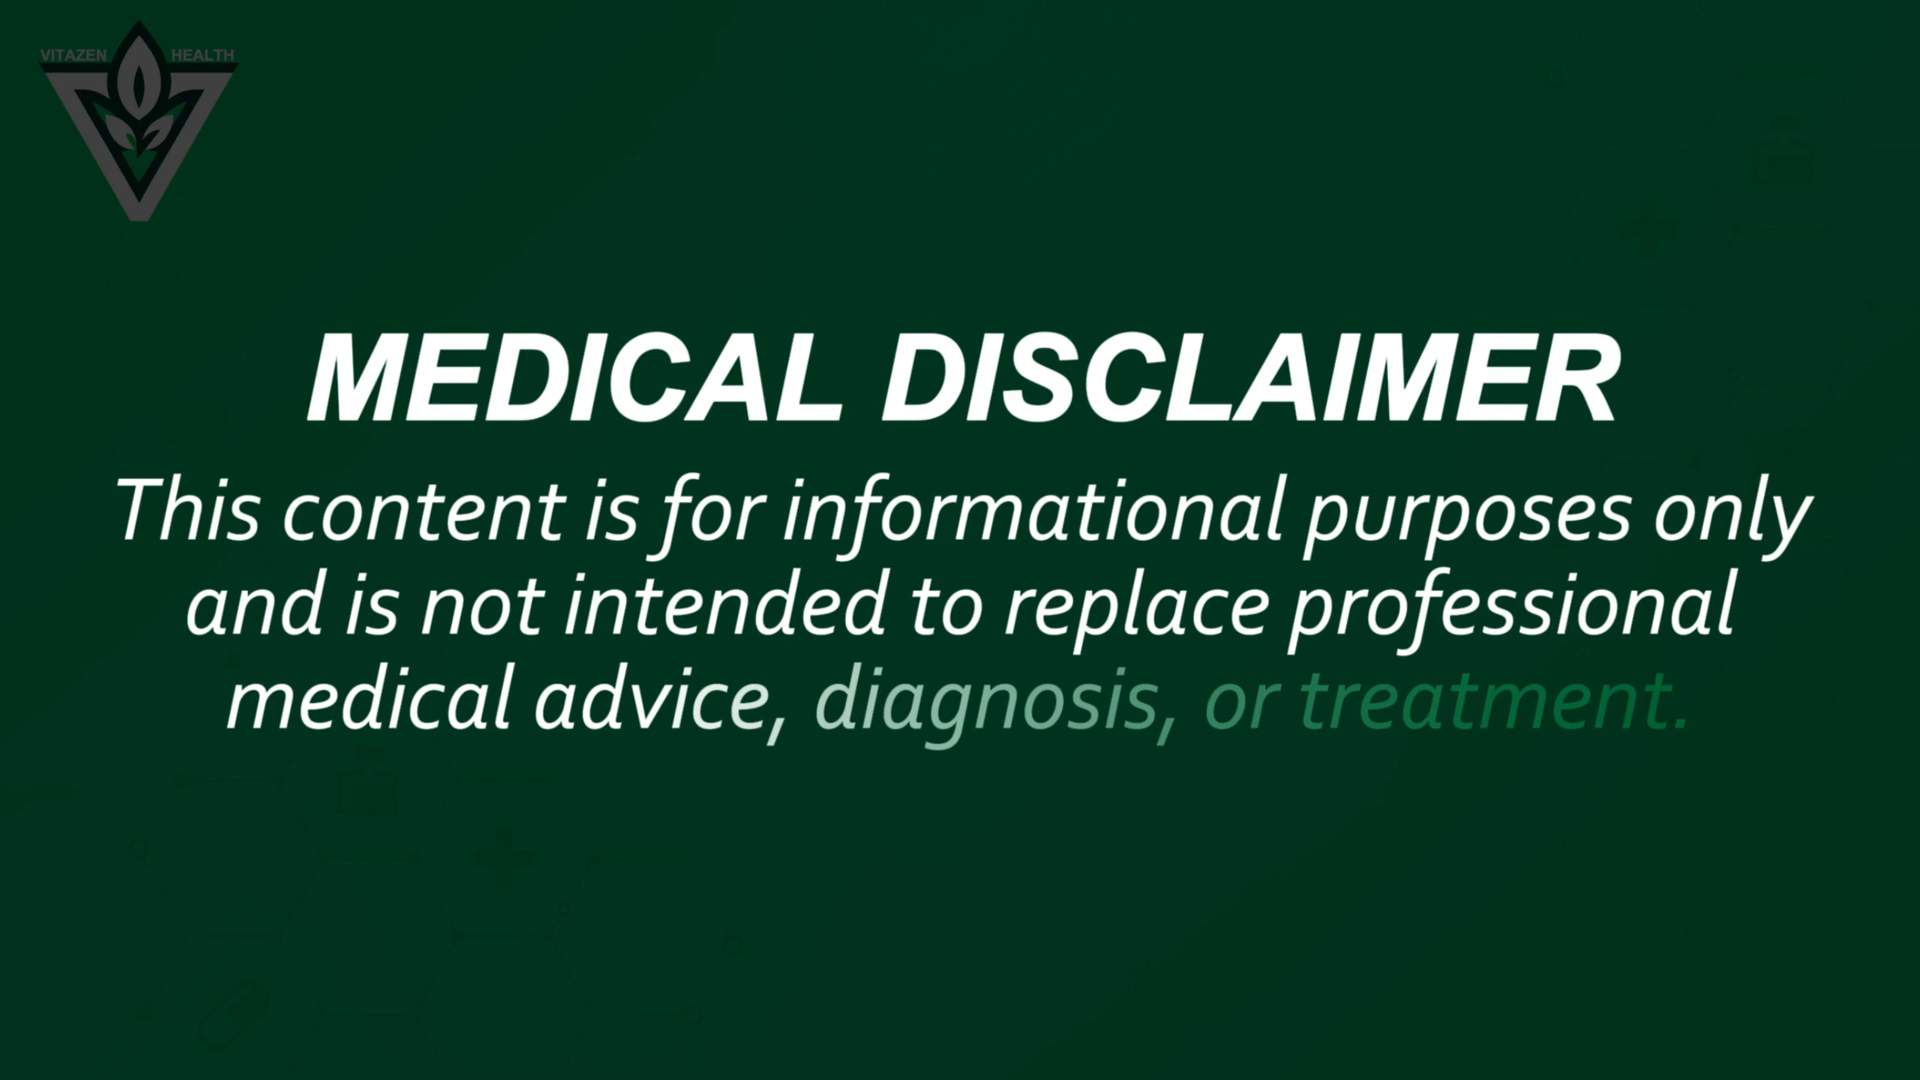 VITAZEN HEALTH
MEDICAL DISCLAIMER
This content is for informational purposes only
and is not intended to replace professional
medical advice, diagnosis, or treatment.